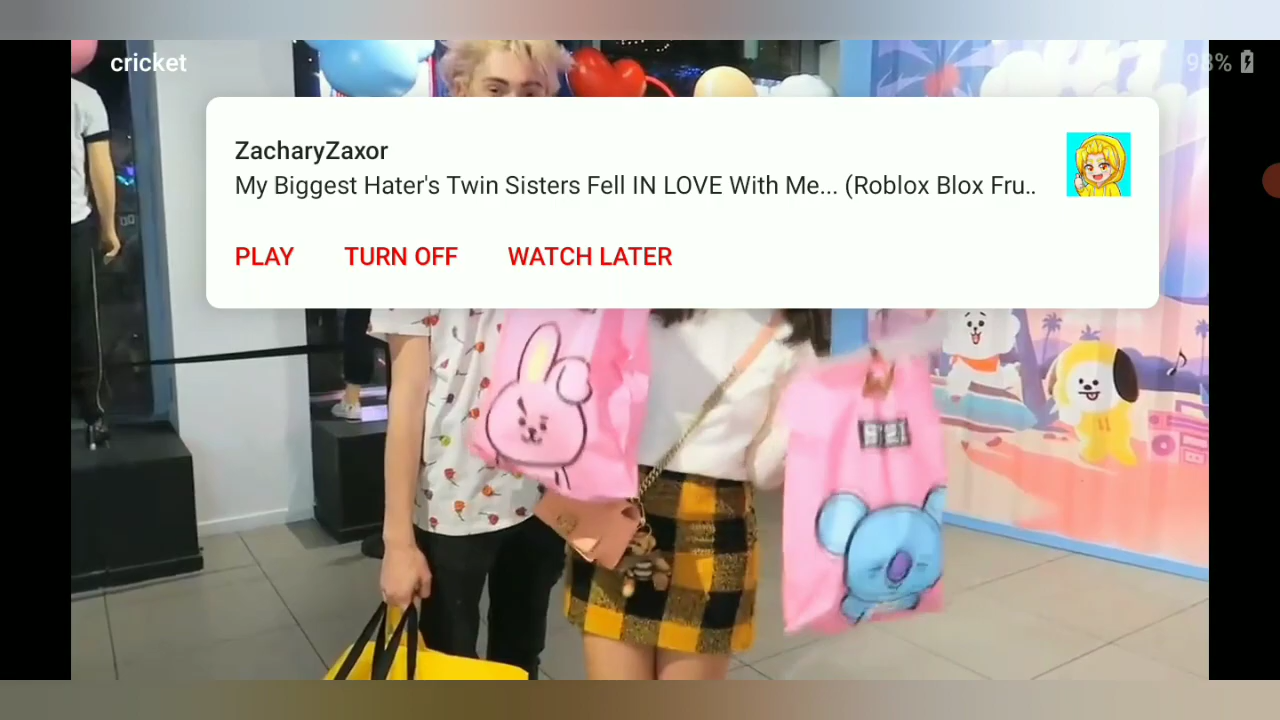 cricket
98%
ZacharyZaxor
My Biggest Hater's Twin Sisters Fell IN LOVE With Me... (Roblox Blox Fru..
PLAY TURN OFF WATCH LATER